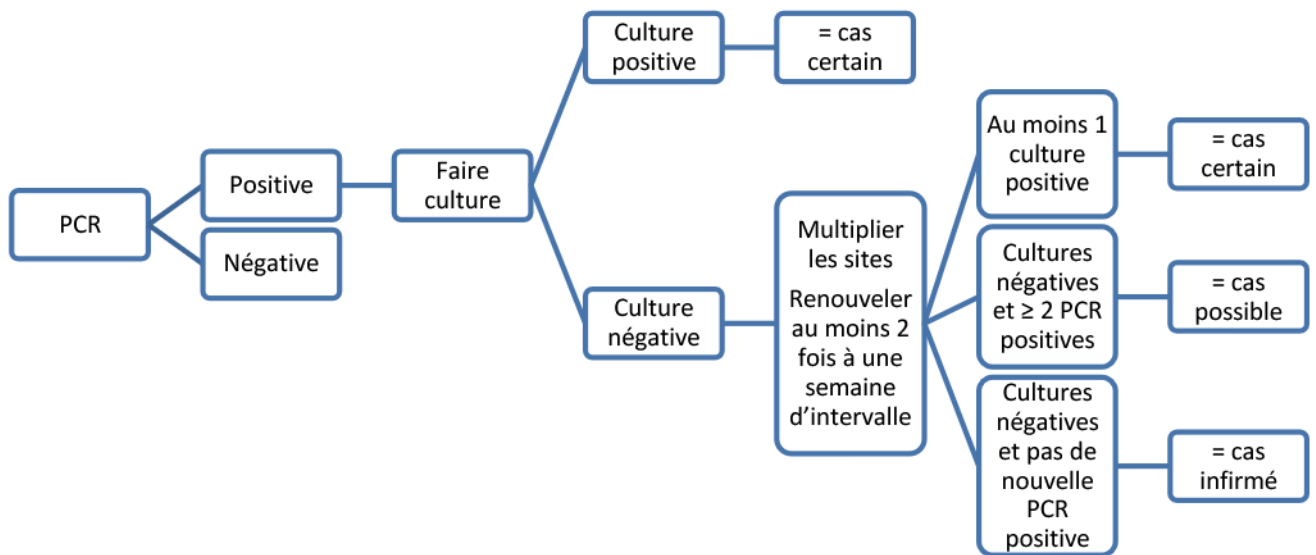 PCR
Positive
Négative
Faire
culture
Culture
positive
= cas
certain
Culture
négative
Multiplier
les sites
Renouveler
au moins 2
fois à une
semaine
d'intervalle
Au moins 1
culture
positive
= cas
certain
Cultures
négatives
et ≥ 2 PCR
positives
= cas
possible
Cultures
négatives
et pas de
nouvelle
PCR
positive
= cas
infirmé